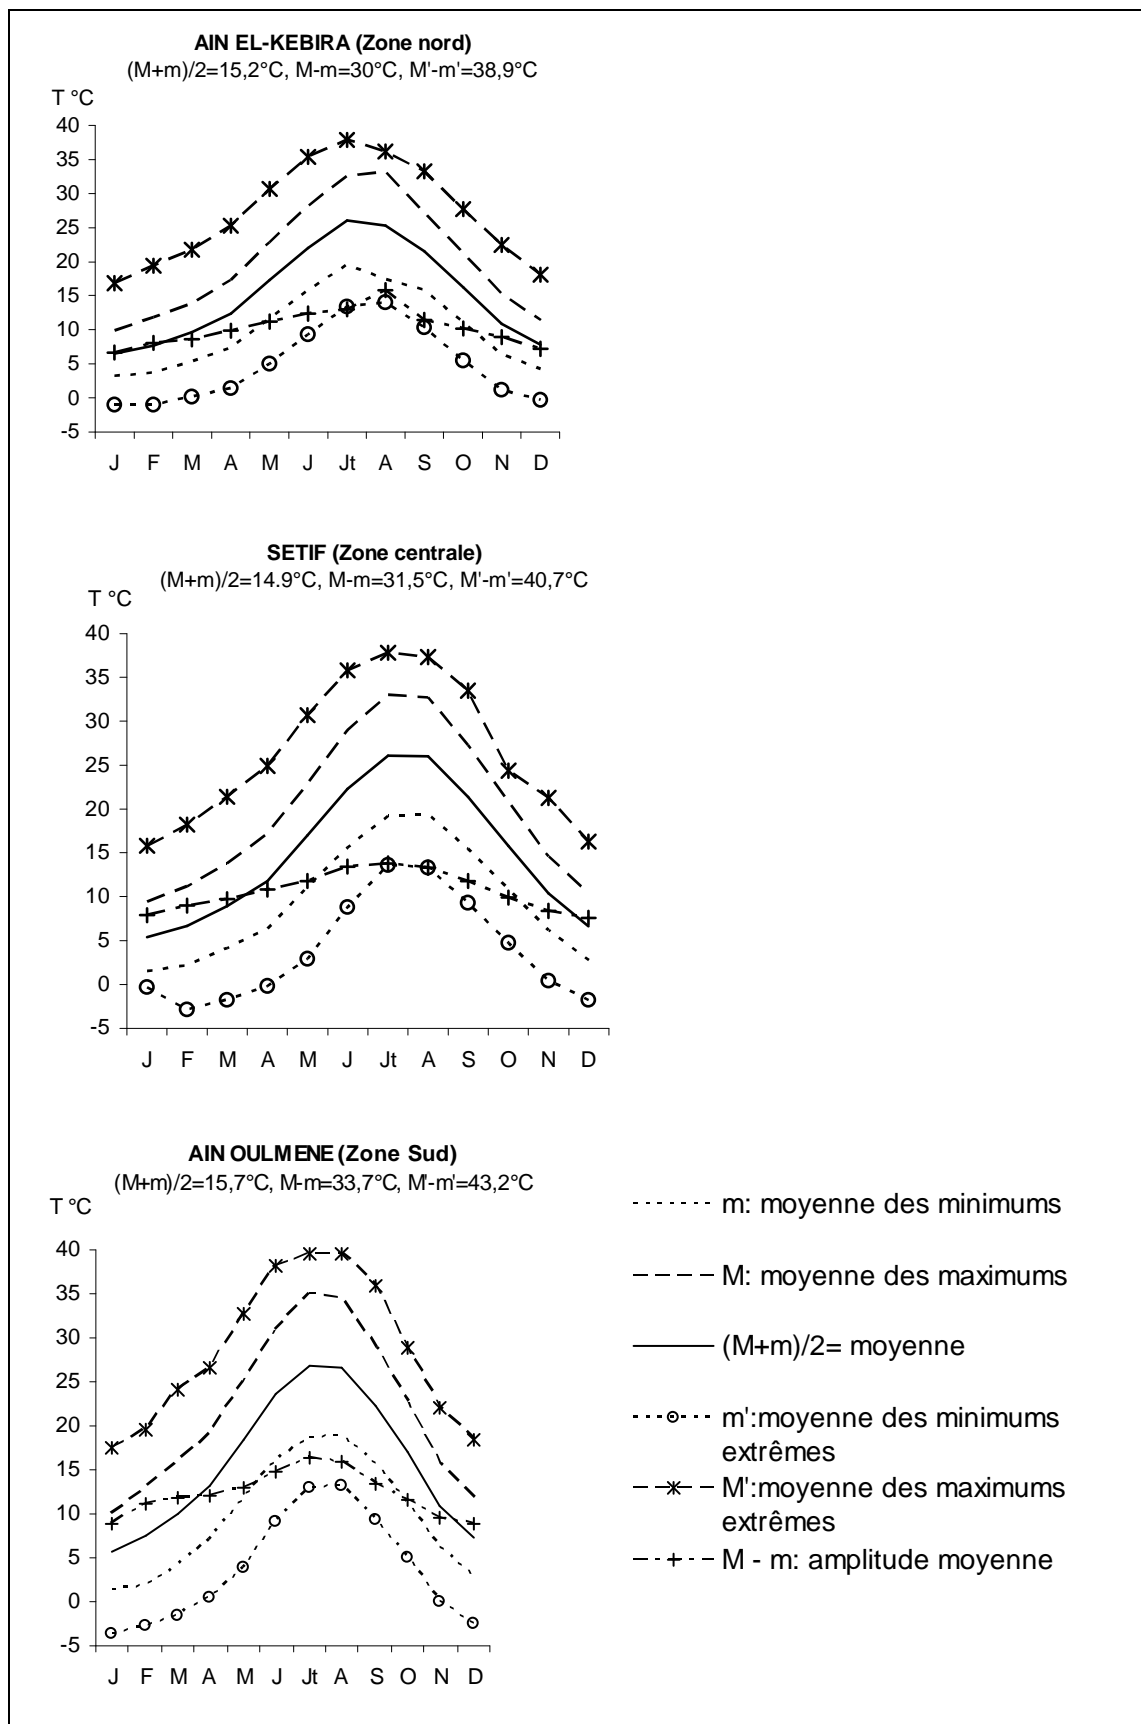 AIN EL-KEBIRA (Zone nord)
(M+m)/2=15,2°C, M-m=30°C, M'-m'=38,9°C
T °C
40
35
30
25
20
15
10
5
0
-5
J F M A M J Jt A S O N D
SETIF (Zone centrale)
(M+m)/2=14.9°C, M-m=31,5°C, M'-m'=40,7°C
T °C
40
35
30
25
20
15
10
5
0
-5
J F M A M J Jt A S O N D
AIN OULMENE (Zone Sud)
(M+m)/2=15,7°C, M-m=33,7°C, M'-m'=43,2°C
T °C
40
35
30
25
20
15
10
5
0
-5
J F M A M J Jt A S O N D
m: moyenne des minimums
M: moyenne des maximums
(M+m)/2= moyenne
m':moyenne des minimums
extrêmes
M':moyenne des maximums
extrêmes
M - m: amplitude moyenne